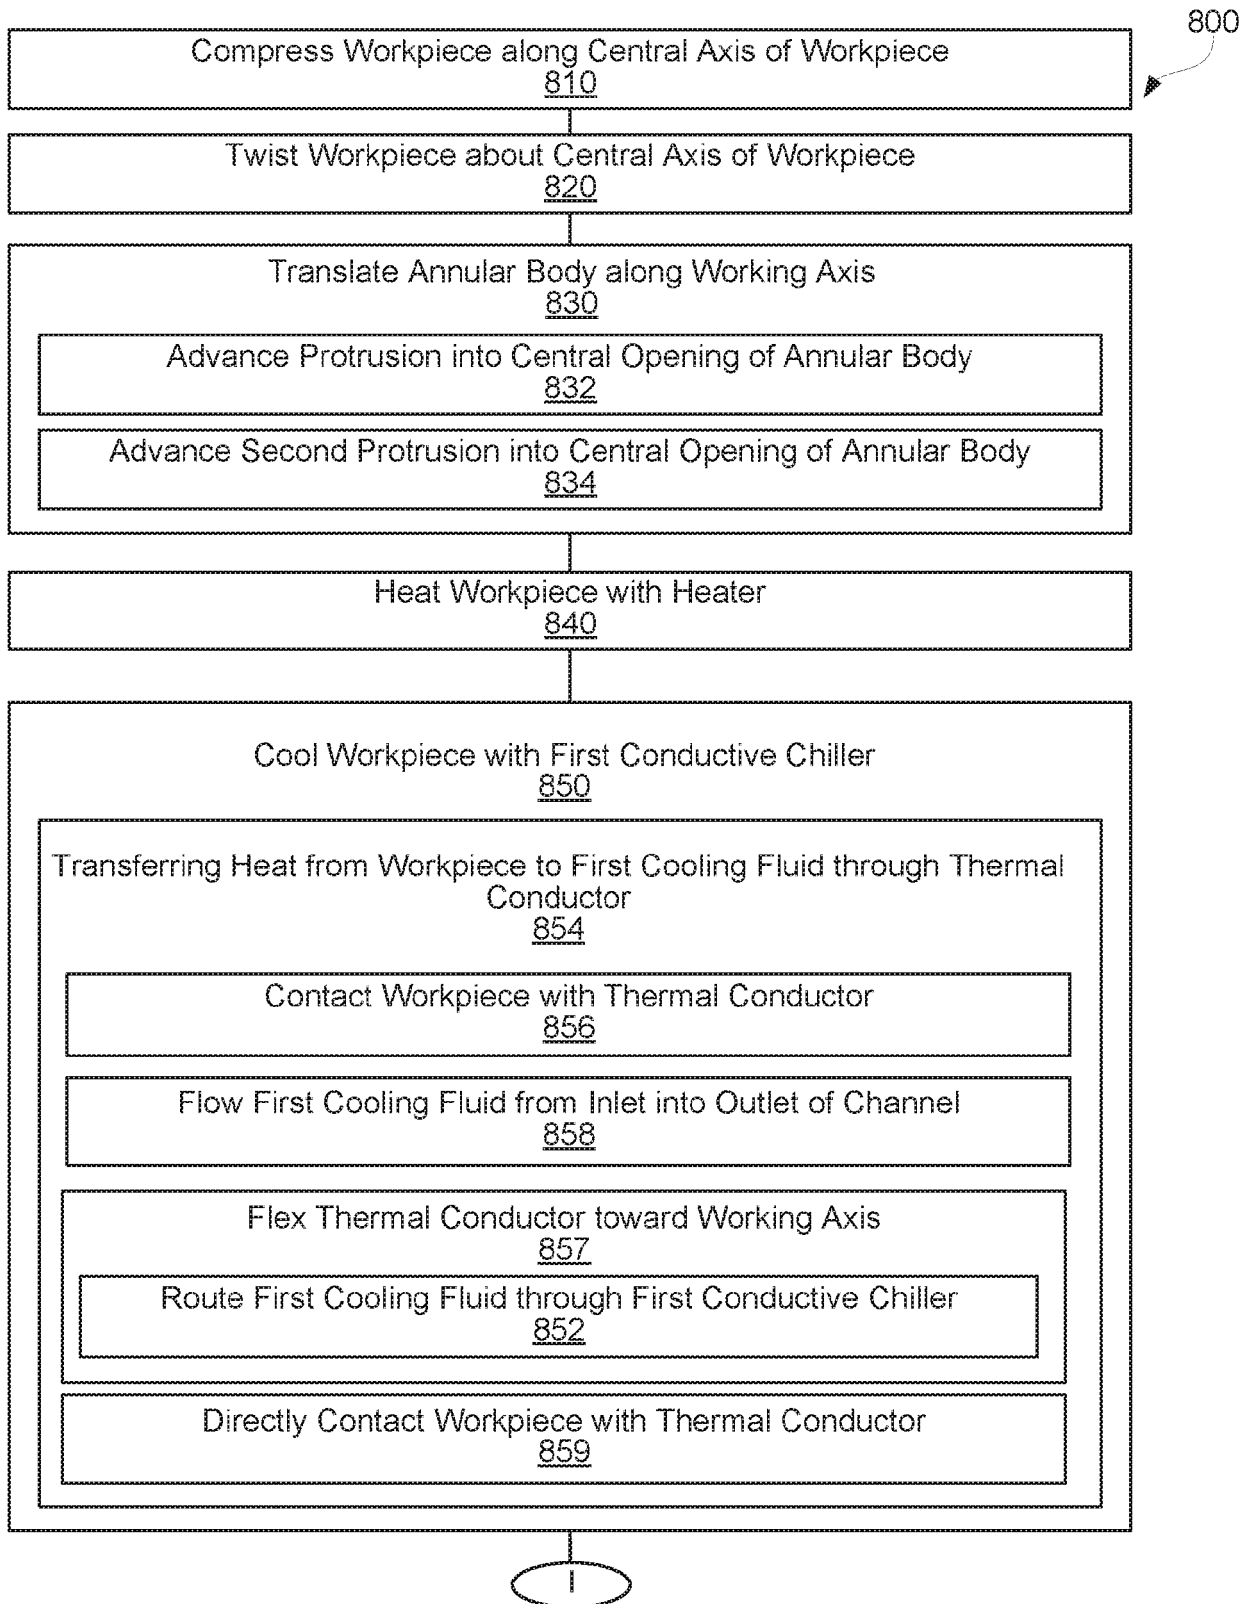 800
Compress Workpiece along Central Axis of Workpiece
810
Twist Workpiece about Central Axis of Workpiece
820
Translate Annular Body along Working Axis
830
Advance Protrusion into Central Opening of Annular Body
832
Advance Second Protrusion into Central Opening of Annular Body
834
Heat Workpiece with Heater
840
Cool Workpiece with First Conductive Chiller
850
Transferring Heat from Workpiece to First Cooling Fluid through Thermal
Conductor
854
Contact Workpiece with Thermal Conductor
856
Flow First Cooling Fluid from Inlet into Outlet of Channel
858
Flex Thermal Conductor toward Working Axis
857
Route First Cooling Fluid through First Conductive Chiller
852
Directly Contact Workpiece with Thermal Conductor
859
I